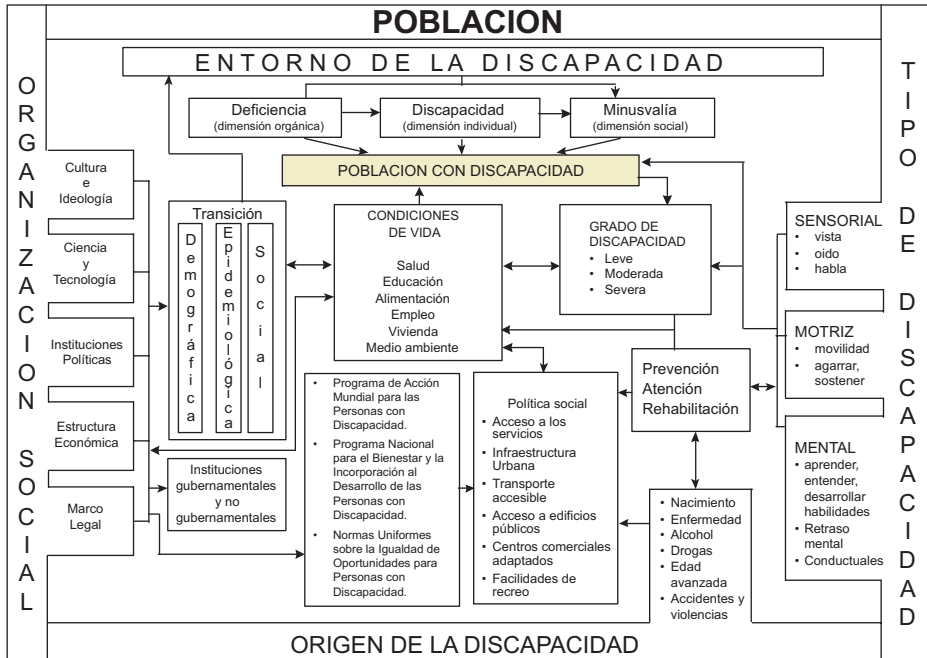 POBLACION
ENTORNO DE LA DISCAPACIDAD
ORGANIZACION SOCIAL
TIPO DE DISCAPACIDAD
Deficiencia
(dimensión orgánica)
Discapacidad
(dimensión individual)
Minusvalía
(dimensión social)
POBLACION CON DISCAPACIDAD
Cultura
e
Ideología
Ciencia
y
Tecnología
Instituciones
Políticas
Estructura
Económica
Marco
Legal
Transición
Demográfica
Epidemiológica
Social
CONDICIONES
DE VIDA
Salud
Educación
Alimentación
Empleo
Vivienda
Medio ambiente
GRADO DE
DISCAPACIDAD
• Leve
• Moderada
• Severa
SENSORIAL
• vista
• oido
• habla
MOTRIZ
• movilidad
• agarrar,
sostener
MENTAL
• aprender,
entender,
desarrollar
habilidades
• Retraso
mental
• Conductuales
Prevención
Atención
Rehabilitación
Instituciones
gubernamentales
y no
gubernamentales
• Programa de Acción
Mundial para las
Personas con
Discapacidad.
• Programa Nacional
para el Bienestar y la
Incorporación al
Desarrollo de las
Personas con
Discapacidad.
• Normas Uniformes
sobre la Igualdad de
Oportunidades para
Personas con
Discapacidad.
Política social
• Acceso a los
servicios
• Infraestructura
Urbana
• Transporte
accesible
• Acceso a edificios
públicos
• Centros comerciales
adaptados
• Facilidades de
recreo
• Nacimiento
• Enfermedad
• Alcohol
• Drogas
• Edad
avanzada
• Accidentes y
violencias
ORIGEN DE LA DISCAPACIDAD